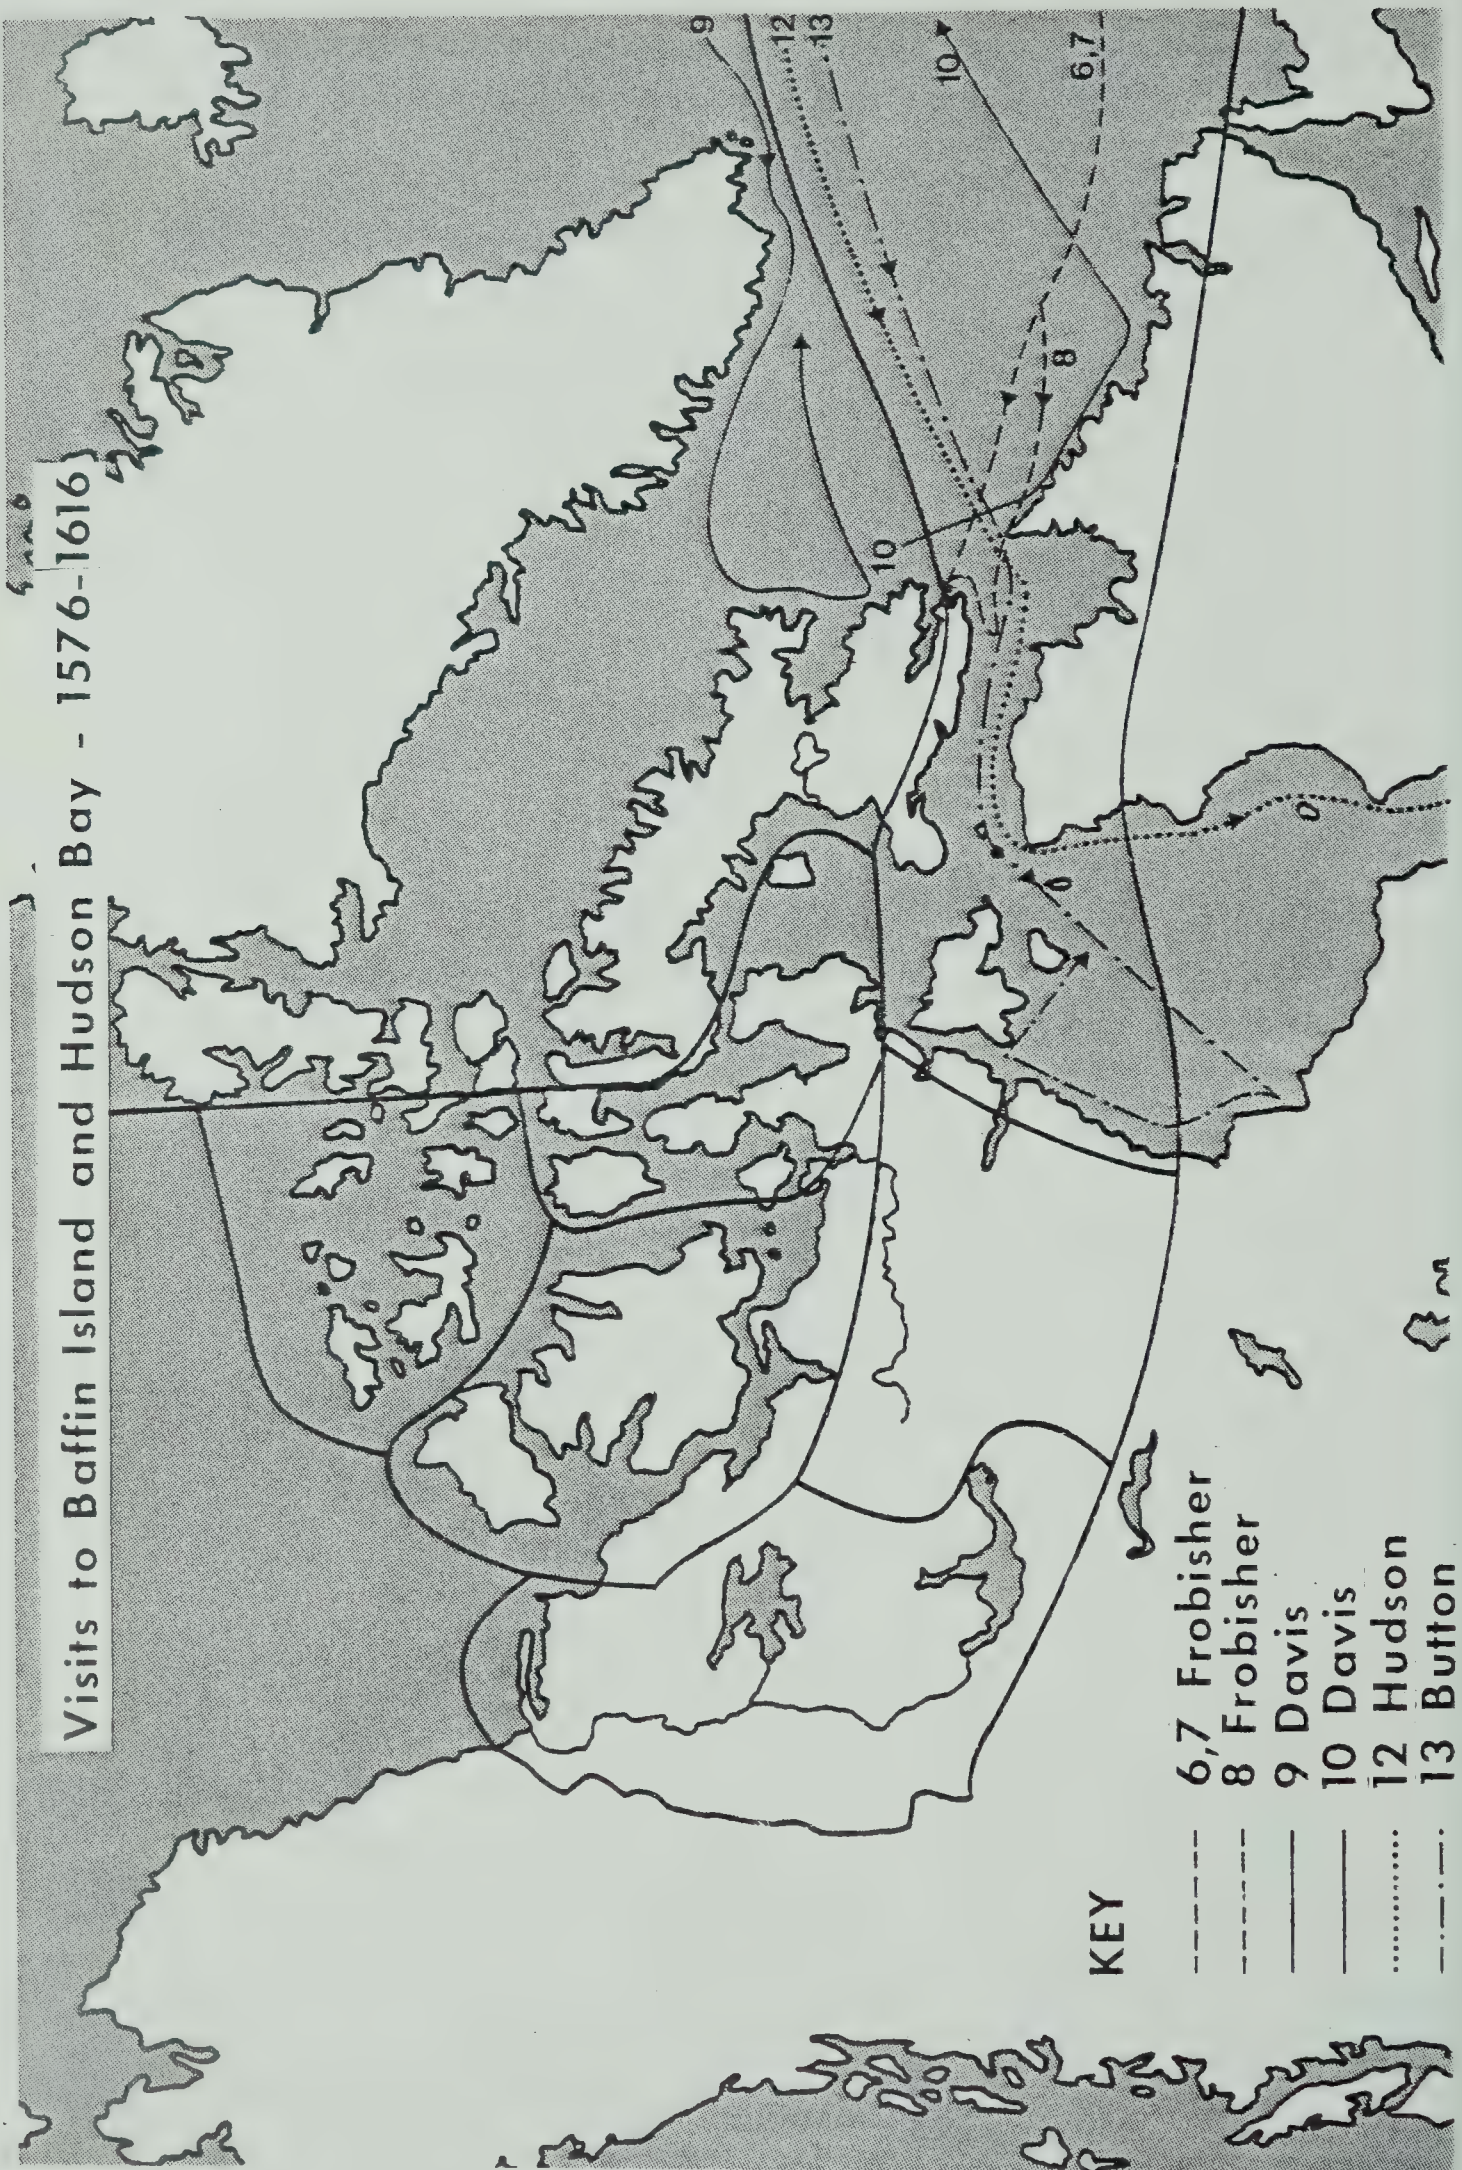 Visits to Baffin Island and Hudson Bay - 1576-1616
9
12
13
10
6,7
8
10
KEY
6,7 Frobisher
8 Frobisher
9 Davis
10 Davis
12 Hudson
13 Button